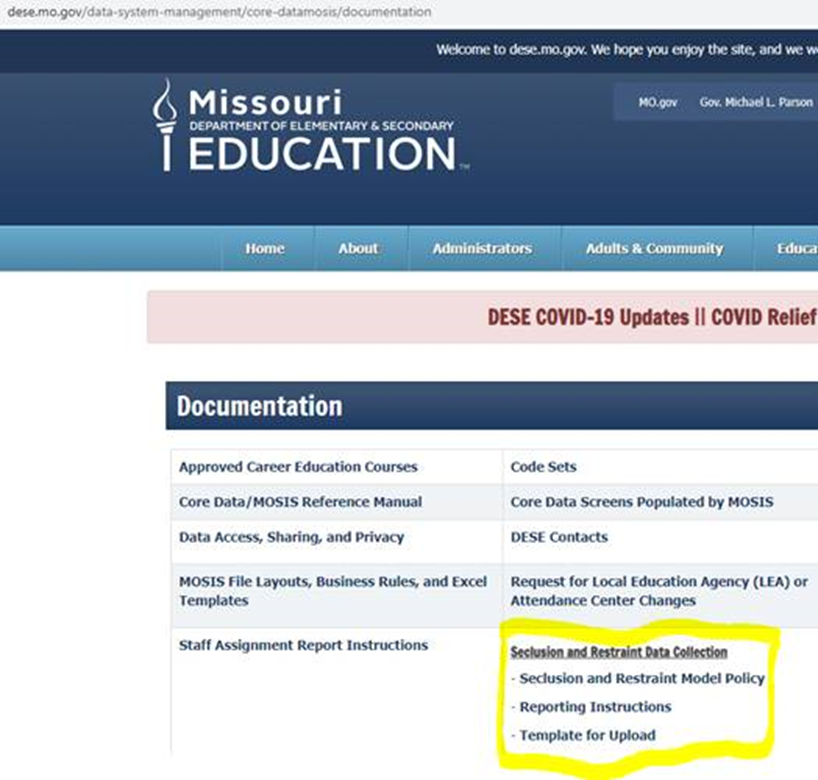 dese.mo.gov/data-system-management/core-datamosis/documentation
Welcome to dese.mo.gov. We hope you enjoy the site, and we
Missouri
DEPARTMENT OF ELEMENTARY & SECONDARY
EDUCATION™
MO.gov Gov. Michael L. Parson
Home About Administrators Adults & Community Educa
DESE COVID-19 Updates || COVID Relief
Documentation
Approved Career Education Courses Code Sets
Core Data/MOSIS Reference Manual Core Data Screens Populated by MOSIS
Data Access, Sharing, and Privacy DESE Contacts
MOSIS File Layouts, Business Rules, and Excel
Templates
Request for Local Education Agency (LEA) or
Attendance Center Changes
Staff Assignment Report Instructions
Seclusion and Restraint Data Collection
- Seclusion and Restraint Model Policy
- Reporting Instructions
- Template for Upload